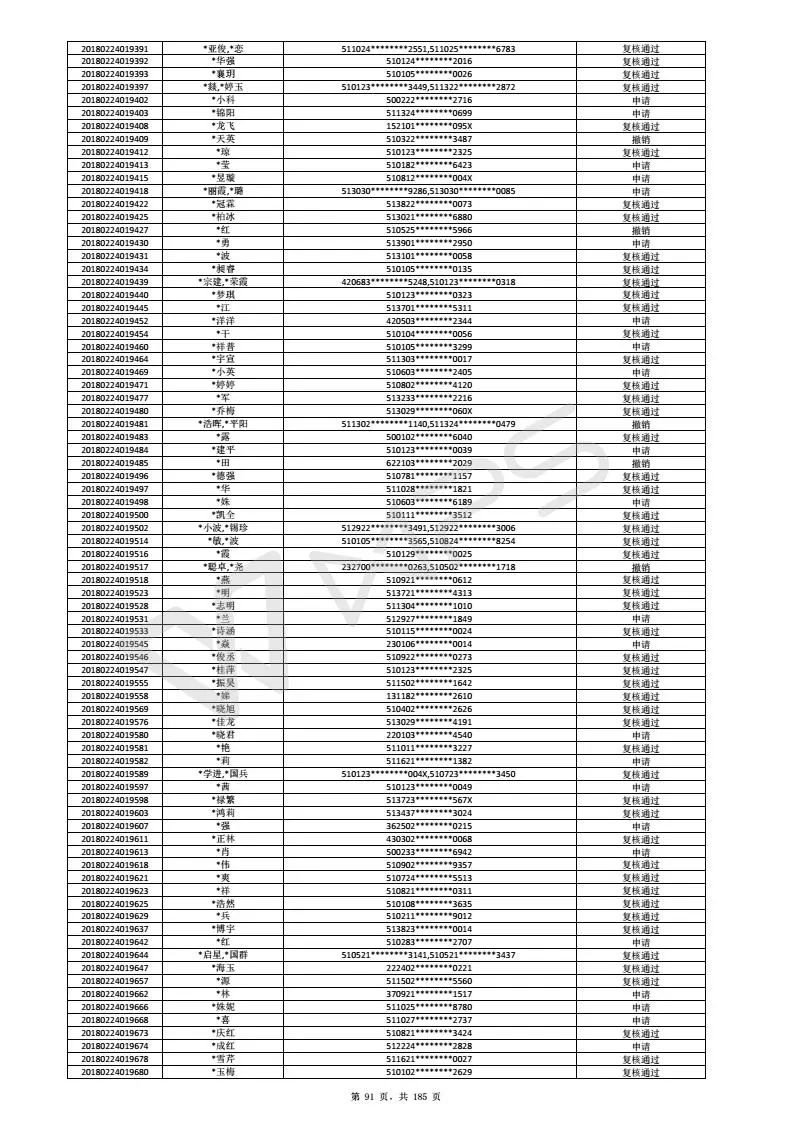 20180224019391 *亚俊,*恋 511024********2551,511025********6783 复核通过
20180224019392 *华强 510124********2016 复核通过
20180224019393 *襄玥 510105********0026 复核通过
20180224019397 *燚,*婷玉 510123********3449,511322********2872 复核通过
20180224019402 *小科 500222********2716 申请
20180224019403 *锦阳 511324********0699 申请
20180224019408 *龙飞 152101********095X 复核通过
20180224019409 *天英 510322********3487 撤销
20180224019412 *琼 510123********2325 复核通过
20180224019413 *莹 510182********6423 申请
20180224019415 *昱璇 510812********004X 申请
20180224019418 *丽霞,*璐 513030********9286,513030********0085 申请
20180224019422 *冠霖 513822********0073 复核通过
20180224019425 *柏冰 513021********6880 复核通过
20180224019427 *红 510525********5966 撤销
20180224019430 *勇 513901********2950 申请
20180224019431 *波 513101********0058 复核通过
20180224019434 *昶睿 510105********0135 复核通过
20180224019439 *宗建,*荣霞 420683********5248,510123********0318 复核通过
20180224019440 *梦琪 510123********0323 复核通过
20180224019445 *江 513701********5311 复核通过
20180224019452 *洋洋 420503********2344 申请
20180224019454 *干 510104********0056 复核通过
20180224019460 *祥普 510105********3299 申请
20180224019464 *宇宣 511303********0017 复核通过
20180224019469 *小英 510603********2405 申请
20180224019471 *婷婷 510802********4120 复核通过
20180224019477 *军 513233********2216 复核通过
20180224019480 *乔梅 513029********060X 复核通过
20180224019481 *浩晖,*平阳 511302********1140,511324********0479 撤销
20180224019483 *露 500102********6040 复核通过
20180224019484 *建平 510123********0039 申请
20180224019485 *田 622103********2029 撤销
20180224019496 *德强 510781********1157 复核通过
20180224019497 *华 511028********1821 复核通过
20180224019498 *姝 510603********6189 申请
20180224019500 *凯全 510111********3512 复核通过
20180224019502 *小波,*锡珍 512922********3491,512922********3006 复核通过
20180224019514 *敏,*波 510105********3565,510824********8254 复核通过
20180224019516 *霞 510129********0025 复核通过
20180224019517 *聪卓,*尧 232700********0263,510502********1718 撤销
20180224019518 *燕 510921********0612 复核通过
20180224019523 *明 513721********4313 复核通过
20180224019528 *志明 511304********1010 复核通过
20180224019531 *兰 512927********1849 申请
20180224019533 *诗涵 510115********0024 复核通过
20180224019545 *焱 230106********0014 申请
20180224019546 *俊丞 510922********0273 复核通过
20180224019547 *桂萍 510123********2325 复核通过
20180224019555 *振昊 511502********1642 复核通过
20180224019558 *娣 131182********2610 复核通过
20180224019569 *晓旭 510402********2626 复核通过
20180224019576 *佳龙 513029********4191 复核通过
20180224019580 *晓君 220103********4540 申请
20180224019581 *艳 511011********3227 复核通过
20180224019582 *莉 511621********1382 申请
20180224019589 *学进,*国兵 510123********004X,510723********3450 复核通过
20180224019597 *茜 510123********0049 申请
20180224019598 *禄繁 513723********567X 复核通过
20180224019603 *鸿莉 513437********3024 复核通过
20180224019607 *强 362502********0215 申请
20180224019611 *正林 430302********0068 复核通过
20180224019613 *肖 500233********6942 申请
20180224019618 *伟 510902********9357 复核通过
20180224019621 *爽 510724********5513 复核通过
20180224019623 *祥 510821********0311 复核通过
20180224019625 *浩然 510108********3635 复核通过
20180224019629 *兵 510211********9012 复核通过
20180224019637 *博宇 513823********0014 复核通过
20180224019642 *红 510283********2707 申请
20180224019644 *启星,*国群 510521********3141,510521********3437 复核通过
20180224019647 *海玉 222402********0221 复核通过
20180224019657 *源 511502********5560 复核通过
20180224019662 *林 370921********1517 申请
20180224019666 *姝妮 511025********8780 申请
20180224019668 *喜 511027********2737 申请
20180224019673 *庆红 510821********3424 复核通过
20180224019674 *成红 512224********2828 申请
20180224019678 *雪芹 511621********0027 复核通过
20180224019680 *玉梅 510102********2629 复核通过
第 91 页，共 185 页